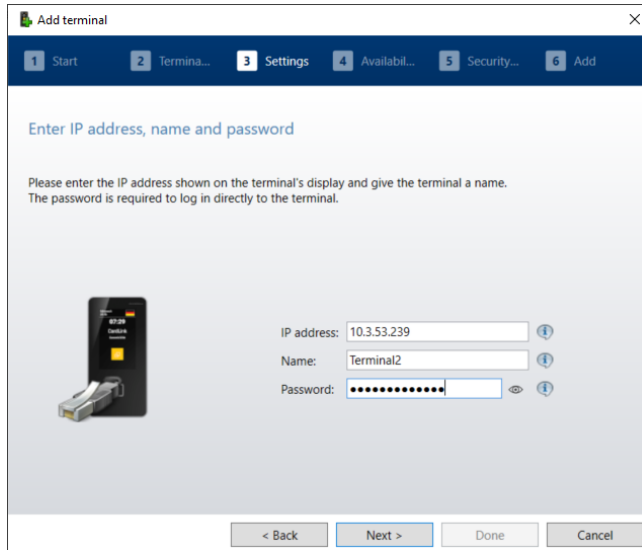 Add terminal
1 Start 2 Termina... 3 Settings 4 Availabil... 5 Security... 6 Add
Enter IP address, name and password
Please enter the IP address shown on the terminal's display and give the terminal a name.
The password is required to log in directly to the terminal.
07:29
IP address: 10.3.53.239
Name: Terminal2
Password: •••••••••••••
< Back Next > Done Cancel